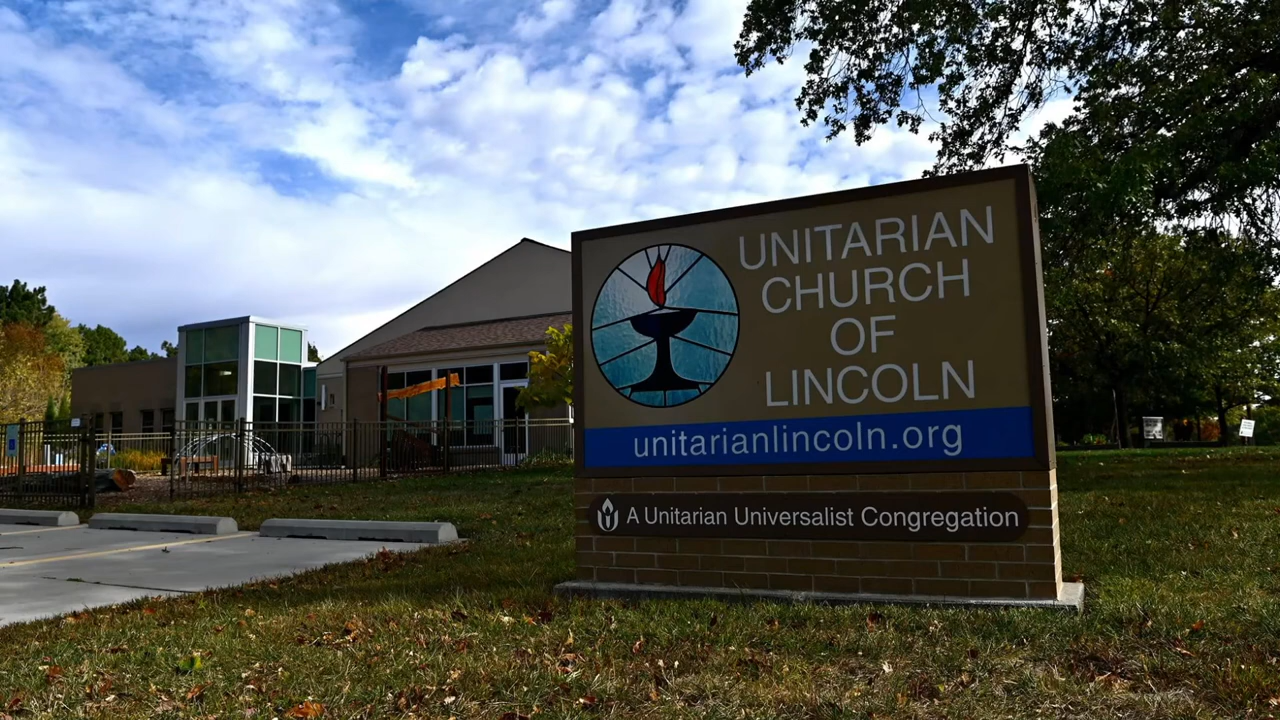 UNITARIAN
CHURCH
OF
LINCOLN
unitarianlincoln.org
A Unitarian Universalist Congregation